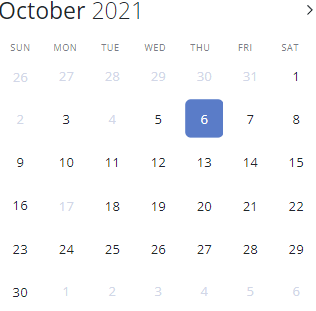 October 2021
SUN MON TUE WED THU FRI SAT
26 27 28 29 30 31 1
2 3 4 5 6 7 8
9 10 11 12 13 14 15
16 17 18 19 20 21 22
23 24 25 26 27 28 29
30 1 2 3 4 5 6